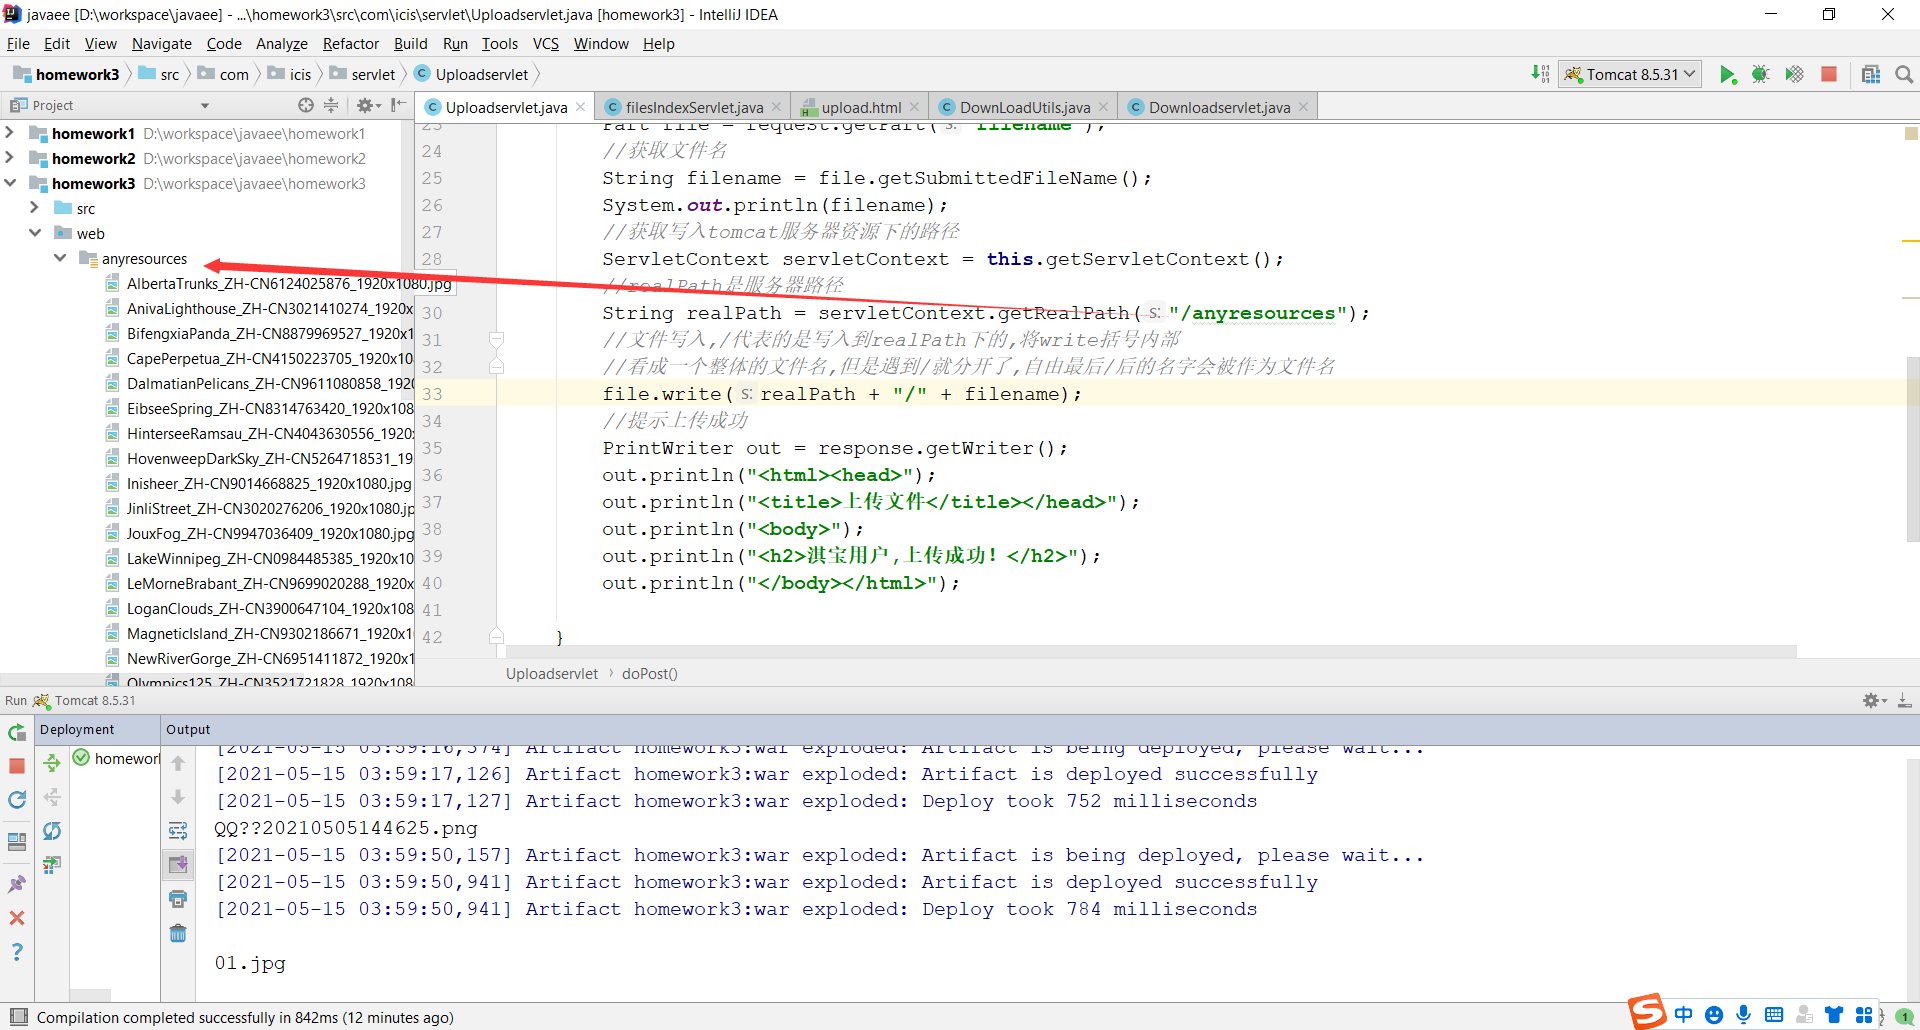 javaee [D:\workspace\javaee] - ...\homework3\src\com\icis\servlet\Uploadservlet.java [homework3] - IntelliJ IDEA
File Edit View Navigate Code Analyze Refactor Build Run Tools VCS Window Help
homework3 src com icis servlet Uploadservlet
Tomcat 8.5.31
Project
Uploadservlet.java filesIndexServlet.java upload.html DownLoadUtils.java Downloadservlet.java
homework1 D:\workspace\javaee\homework1
homework2 D:\workspace\javaee\homework2
homework3 D:\workspace\javaee\homework3
src
web
anyresources
AlbertaTrunks_ZH-CN6124025876_1920x1080.jpg
AnivaLighthouse_ZH-CN3021410274_1920x
BifengxiaPanda_ZH-CN8879969527_1920x1
CapePerpetua_ZH-CN4150223705_1920x10
DalmatianPelicans_ZH-CN9611080858_1920
EibseeSpring_ZH-CN8314763420_1920x108
HinterseeRamsau_ZH-CN4043630556_1920
HovenweepDarkSky_ZH-CN5264718531_19
Inisheer_ZH-CN9014668825_1920x1080.jpg
JinliStreet_ZH-CN3020276206_1920x1080.jp
JouxFog_ZH-CN9947036409_1920x1080.jpg
LakeWinnipeg_ZH-CN0984485385_1920x10
LeMorneBrabant_ZH-CN9699020288_1920x
LoganClouds_ZH-CN3900647104_1920x108
MagneticIsland_ZH-CN9302186671_1920x1
NewRiverGorge_ZH-CN6951411872_1920x1
Olympics125_ZH-CN3521721828_1920x108
23 Part file = request.getPart( s: "filename");
24 //获取文件名
25 String filename = file.getSubmittedFileName();
26 System.out.println(filename);
27 //获取写入tomcat服务器资源下的路径
28 ServletContext servletContext = this.getServletContext();
//realPath是服务器路径
30 String realPath = servletContext.getRealPath( s: "/anyresources");
31 //文件写入,/代表的是写入到realPath下的,将write括号内部
32 //看成一个整体的文件名,但是遇到/就分开了,自由最后/后的名字会被作为文件名
33 file.write( s: realPath + "/" + filename);
34 //提示上传成功
35 PrintWriter out = response.getWriter();
36 out.println("<html><head>");
37 out.println("<title>上传文件</title></head>");
38 out.println("<body>");
39 out.println("<h2>淇宝用户,上传成功! </h2>");
40 out.println("</body></html>");
41
42 }
Uploadservlet › doPost()
Run Tomcat 8.5.31
Deployment Output
homewor
[2021-05-15 03:59:16,374] Artifact homework3:war exploded: Artifact is being deployed, please wait...
[2021-05-15 03:59:17,126] Artifact homework3:war exploded: Artifact is deployed successfully
[2021-05-15 03:59:17,127] Artifact homework3:war exploded: Deploy took 752 milliseconds
QQ??20210505144625.png
[2021-05-15 03:59:50,157] Artifact homework3:war exploded: Artifact is being deployed, please wait...
[2021-05-15 03:59:50,941] Artifact homework3:war exploded: Artifact is deployed successfully
[2021-05-15 03:59:50,941] Artifact homework3:war exploded: Deploy took 784 milliseconds
01.jpg
Compilation completed successfully in 842ms (12 minutes ago)
中
1